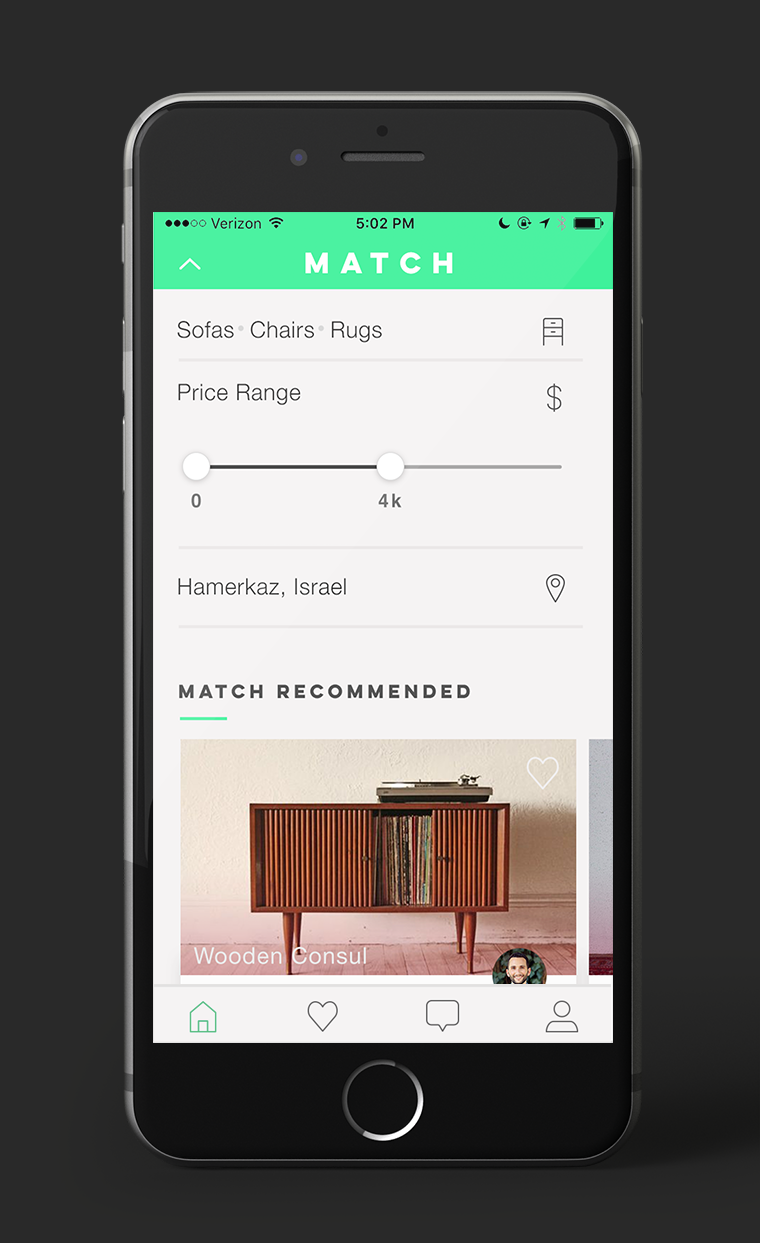 Verizon 5:02 PM
MATCH
Sofas • Chairs • Rugs
Price Range
$
0 4k
Hamerkaz, Israel
MATCH RECOMMENDED
Wooden Consul